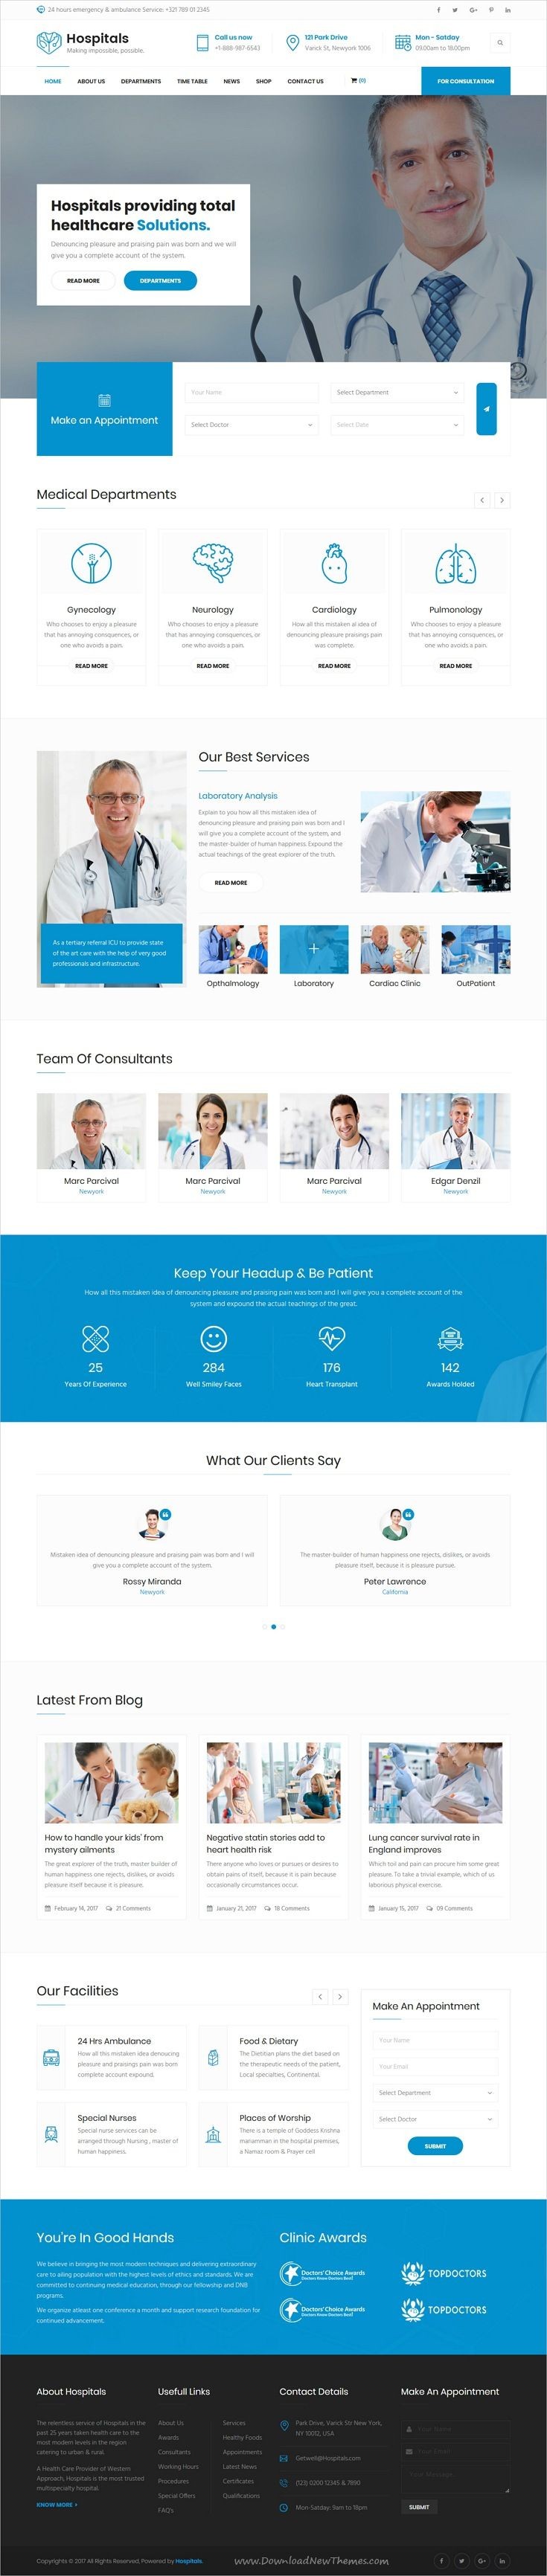 24 hours emergency & ambulance Service: +321 789 01 2345
Hospitals
Making impossible, possible.
Call us now
+1-888-987-6543
121 Park Drive
Varick St, Newyork 1006
Mon - Satday
09.00am to 18.00pm
HOME ABOUT US DEPARTMENTS TIME TABLE NEWS SHOP CONTACT US (0) FOR CONSULTATION
Hospitals providing total
healthcare Solutions.
Denouncing pleasure and praising pain was born and we will
give you a complete account of the system.
READ MORE DEPARTMENTS
Make an Appointment
Your Name Select Department
Select Doctor Select Date
Medical Departments
Gynecology
Who chooses to enjoy a pleasure
that has annoying consquences, or
one who avoids a pain.
READ MORE
Neurology
Who chooses to enjoy a pleasure
that has annoying consquences, or
one who avoids a pain.
READ MORE
Cardiology
How all this mistaken al idea of
denouncing pleasure praisings pain
was complete.
READ MORE
Pulmonology
Who chooses to enjoy a pleasure
that has annoying consquences, or
one who avoids a pain.
READ MORE
As a tertiary referral ICU to provide state
of the art care with the help of very good
professionals and infrastructure.
Our Best Services
Laboratory Analysis
Explain to you how all this mistaken idea of
denouncing pleasure and praising pain was born and I
will give you a complete account of the system, and
the master-builder of human happiness. Expound the
actual teachings of the great explorer of the truth.
READ MORE
Opthalmology Laboratory Cardiac Clinic OutPatient
Team Of Consultants
Marc Parcival
Newyork
Marc Parcival
Newyork
Marc Parcival
Newyork
Edgar Denzil
Newyork
Keep Your Headup & Be Patient
How all this mistaken idea of denouncing pleasure and praising pain was born and I will give you a complete account of the
system and expound the actual teachings of the great.
25
Years Of Experience
284
Well Smiley Faces
176
Heart Transplant
142
Awards Holded
What Our Clients Say
Mistaken idea of denouncing pleasure and praising pain was born and I will
give you a complete account of the system.
Rossy Miranda
Newyork
The master-builder of human happiness one rejects, dislikes, or avoids
pleasure itself, because it is pleasure pursue.
Peter Lawrence
California
Latest From Blog
How to handle your kids' from
mystery ailments
The great explorer of the truth, master builder of
human happiness one rejects, dislikes, or avoids
pleasure itself because it is pleasure.
February 14, 2017 21 Comments
Negative statin stories add to
heart health risk
There anyone who loves or pursues or desires to
obtain pains of itself, because it is pain because
occasionally circumstances occur.
January 21, 2017 18 Comments
Lung cancer survival rate in
England improves
Which toil and pain can procure him some great
pleasure. To take a trivial example, which of us
laborious physical exercise.
January 15, 2017 09 Comments
Our Facilities
24 Hrs Ambulance
How all this mistaken idea denouncing
pleasure and praisings pain was born
complete account expound.
Food & Dietary
The Dietitian plans the diet based on
the therapeutic needs of the patient,
Local specialties, Continental.
Special Nurses
Special nurse services can be
arranged through Nursing , master of
human happiness.
Places of Worship
There is a temple of Goddess Krishna
mariamman in the hospital premises,
a Namaz room & Prayer cell
Make An Appointment
Your Name
Your Email
Select Department
Select Doctor
SUBMIT
You're In Good Hands
We believe in bringing the most modern techniques and delivering extraordinary
care to ailing population with the highest levels of ethics and standards. We are
committed to continuing medical education, through our fellowship and DNB
programs.
We organize atleast one conference a month and support research foundation for
continued advancement.
Clinic Awards
Doctors' Choice Awards
Doctors Know Doctors Best!
TOPDOCTORS
Doctors' Choice Awards
Doctors Know Doctors Best!
TOPDOCTORS
About Hospitals
The relentless service of Hospitals in the
past 25 years taken health care to the
most modern levels in the region
catering to urban & rural.
A Health Care Provider of Western
Approach, Hospitals is the most trusted
multispecialty hospital.
KNOW MORE >
Usefull Links
About Us Services
Awards Healthy Foods
Consultants Appointments
Working Hours Latest News
Procedures Certificates
Special Offers Qualifications
FAQ's
Contact Details
Park Drive, Varick Str New York,
NY 10012, USA
Getwell@Hospitals.com
(123) 0200 12345 & 7890
Mon-Satday: 9am to 18pm
Make An Appointment
Your Name
Your Email
Your Message
SUBMIT
Copyrights © 2017 All Rights Reserved, Powered by Hospitals.
www.DownloadNewThemes.com